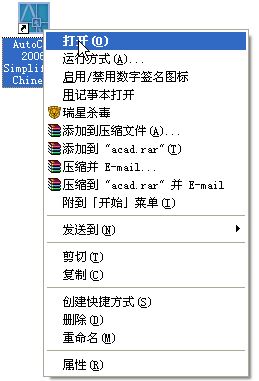 AutoC
2006
Simplif
Chine
打开(O)
运行方式(A)...
启用/禁用数字签名图标
用记事本打开
瑞星杀毒
添加到压缩文件(A)...
添加到 "acad.rar"(T)
压缩并 E-mail...
压缩到 "acad.rar" 并 E-mail
附到「开始」菜单(I)
发送到(N)
剪切(T)
复制(C)
创建快捷方式(S)
删除(D)
重命名(M)
属性(R)